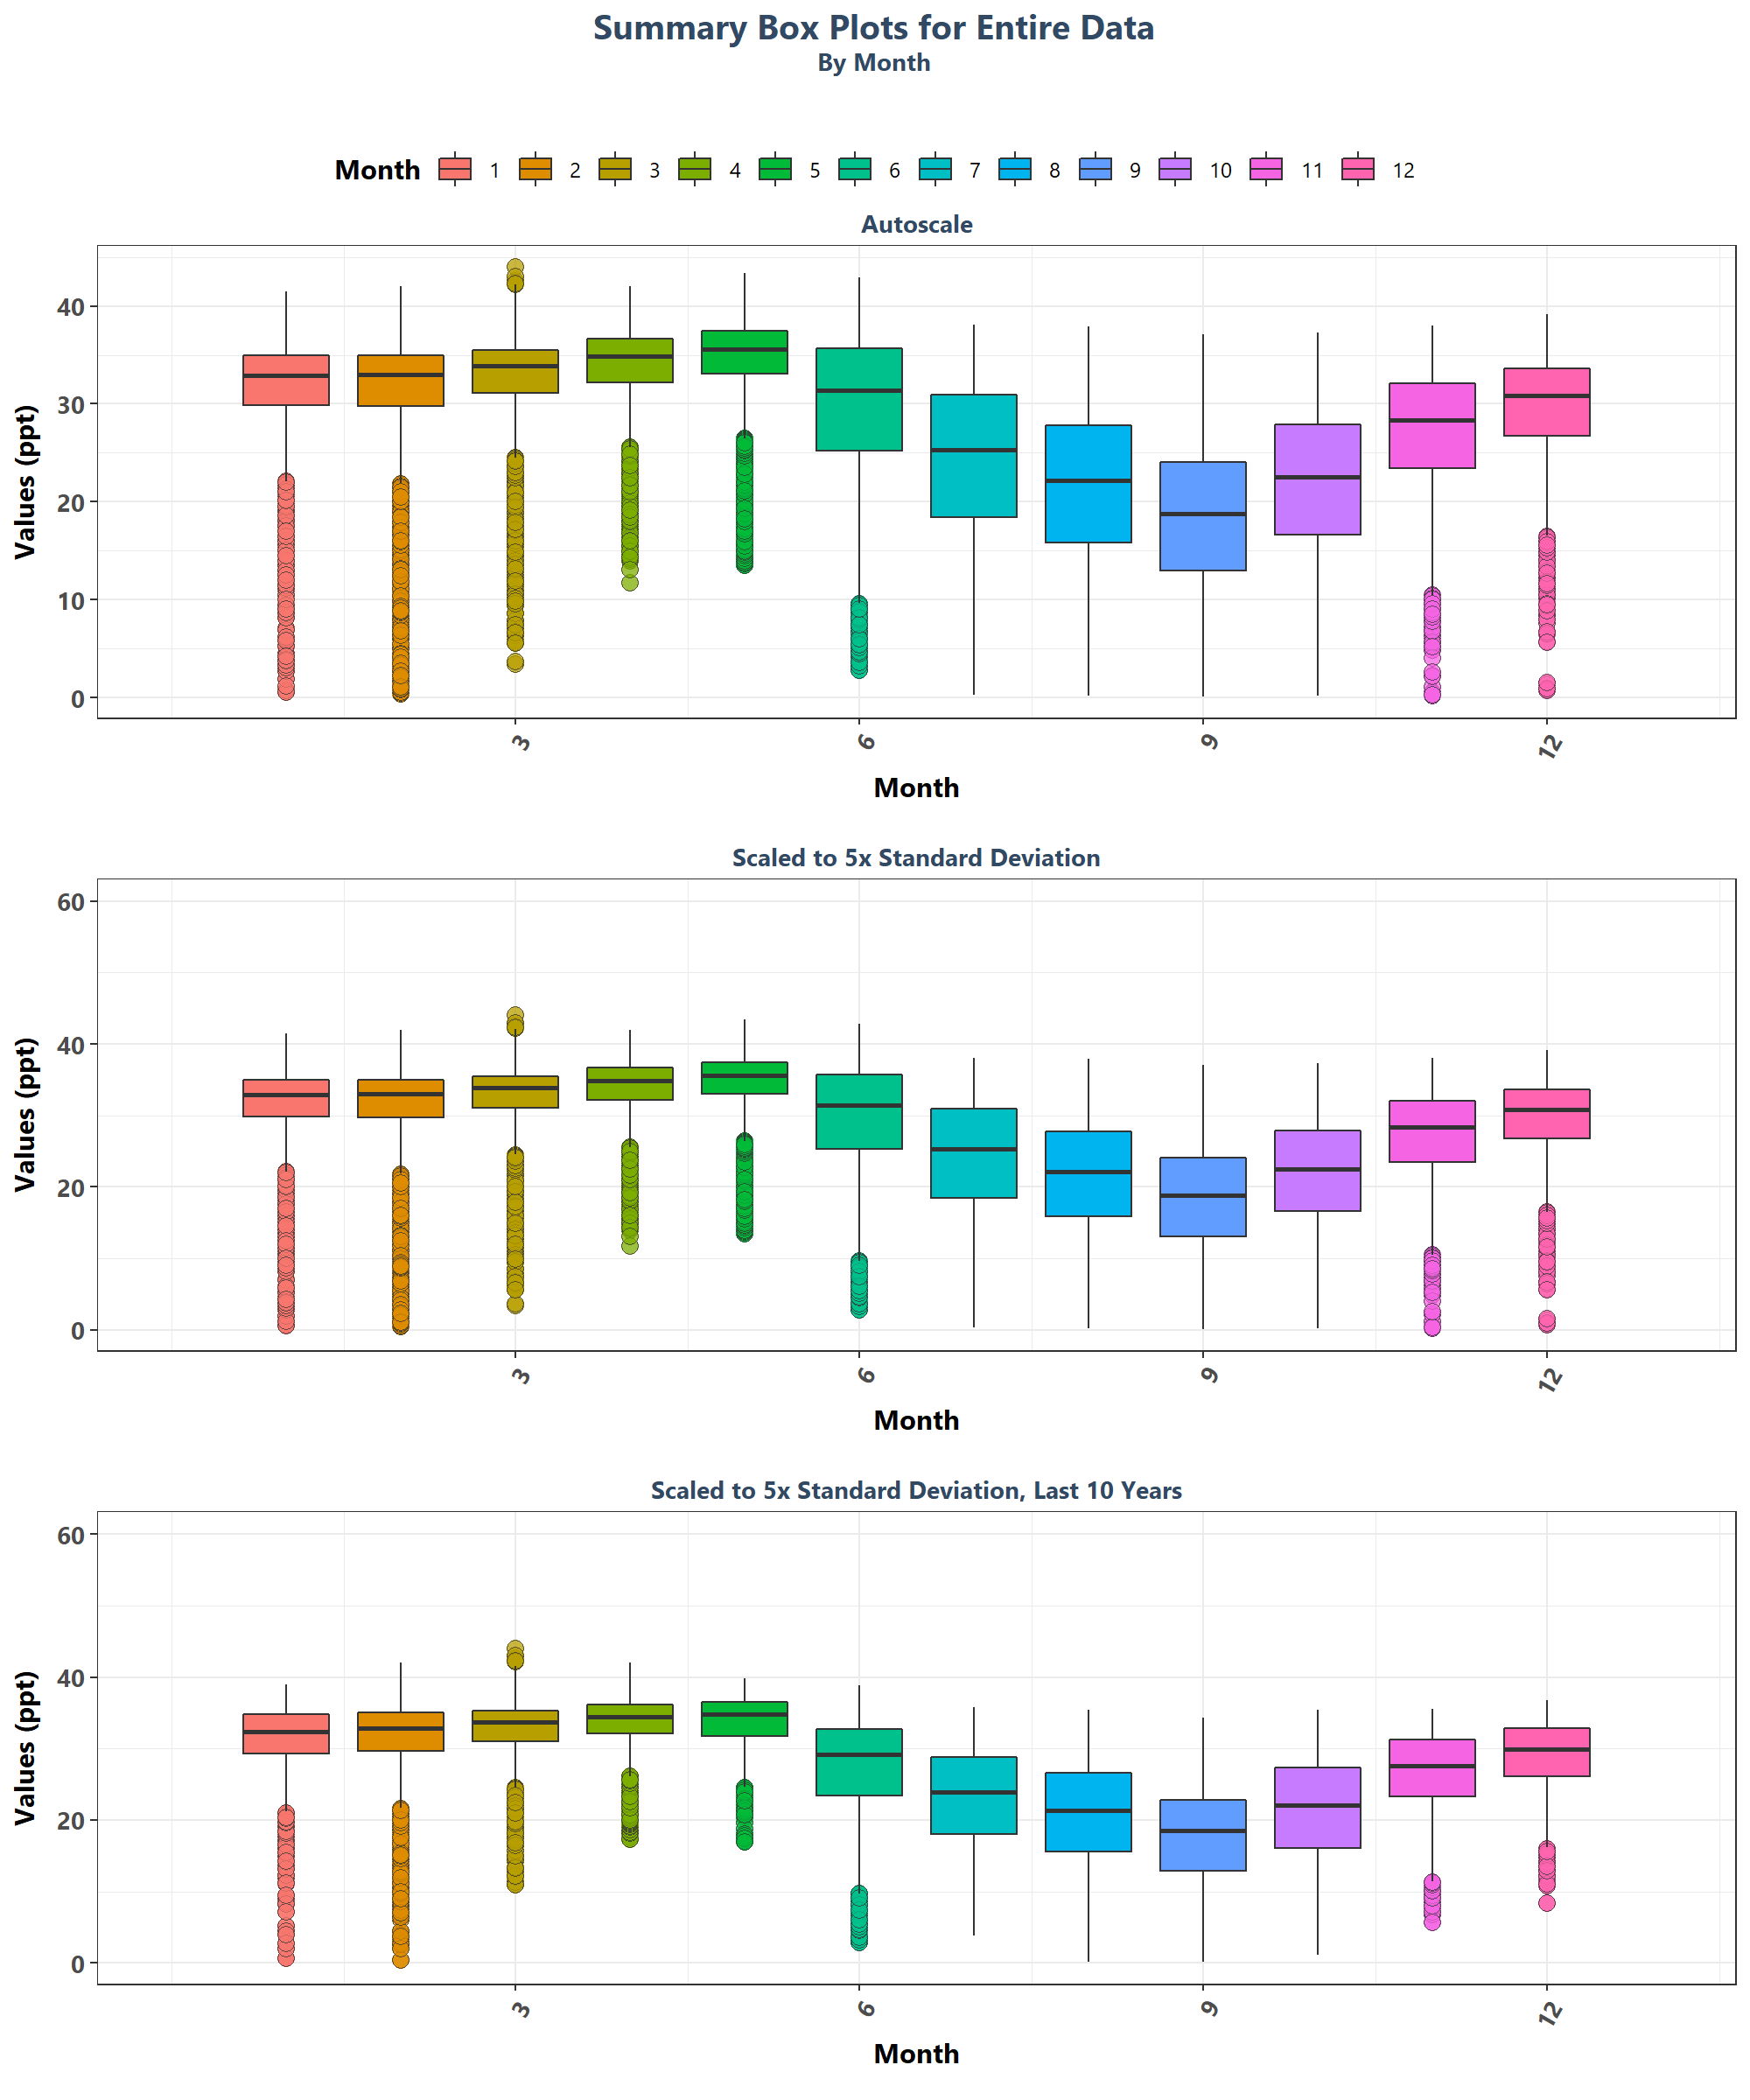 Summary Box Plots for Entire Data
By Month
Month 1 2 3 4 5 6 7 8 9 10 11 12
Autoscale
Values (ppt)
40
30
20
10
0
3 6 9 12
Month
Scaled to 5x Standard Deviation
Values (ppt)
60
40
20
0
3 6 9 12
Month
Scaled to 5x Standard Deviation, Last 10 Years
Values (ppt)
60
40
20
0
3 6 9 12
Month